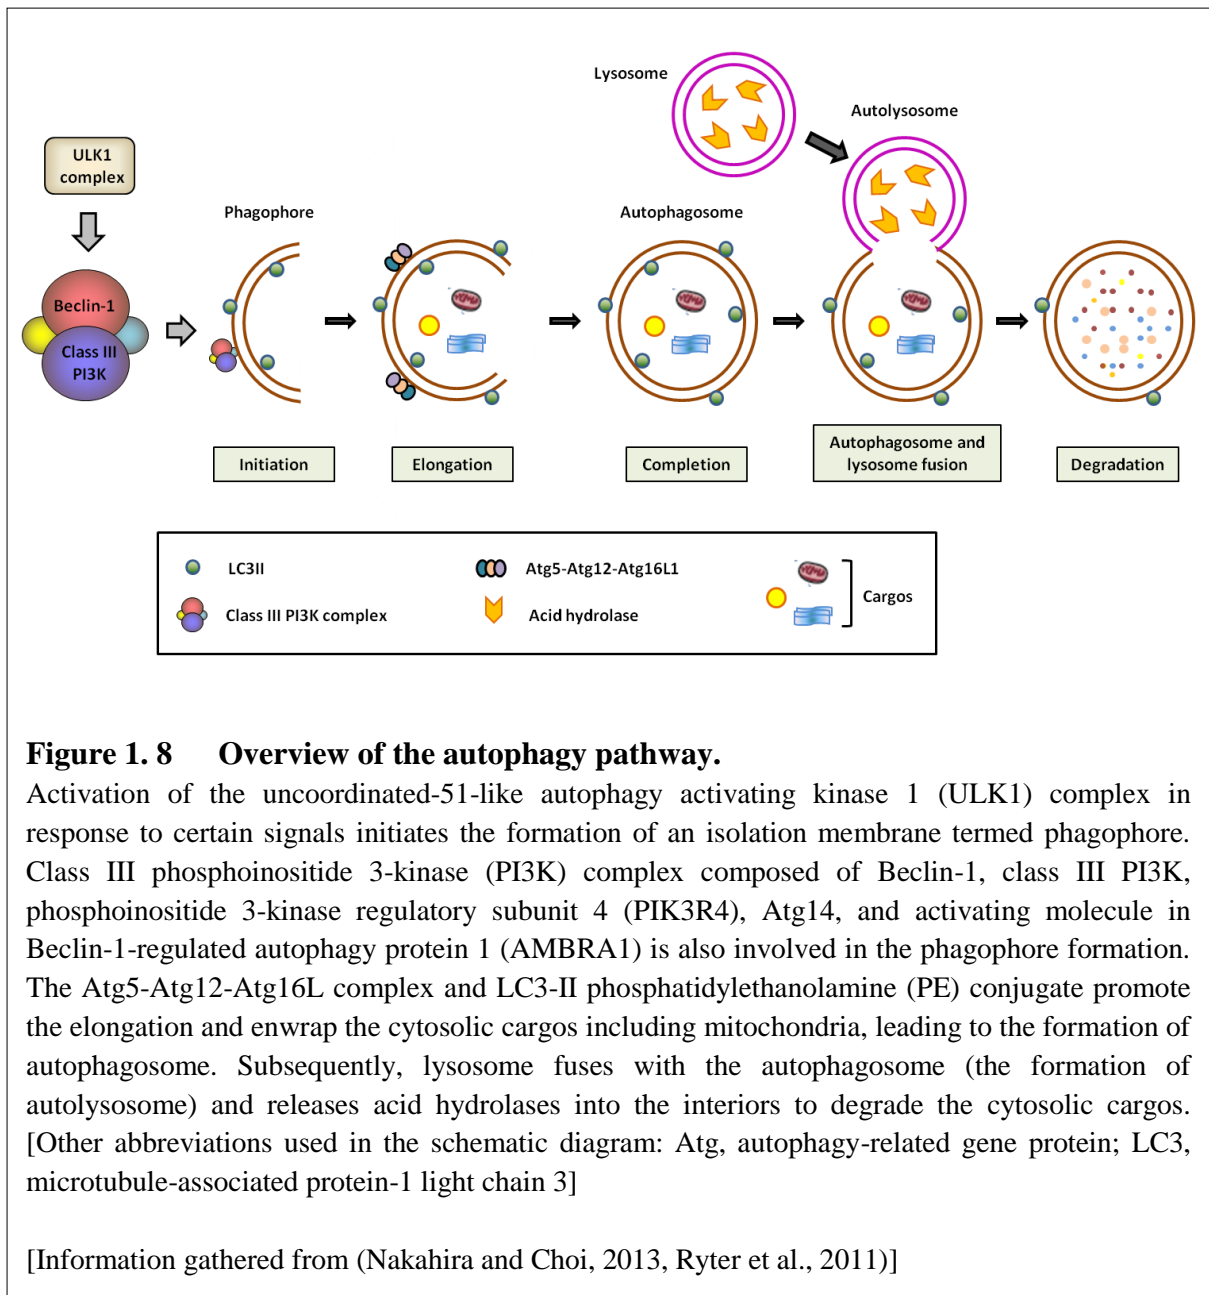 Lysosome
Autolysosome
ULK1
complex
Phagophore
Autophagosome
Beclin-1
Class III
PI3K
Initiation
Elongation
Completion
Autophagosome and
lysosome fusion
Degradation
LC3II
Atg5-Atg12-Atg16L1
Class III PI3K complex
Acid hydrolase
Cargos
Figure 1. 8 Overview of the autophagy pathway.
Activation of the uncoordinated-51-like autophagy activating kinase 1 (ULK1) complex in
response to certain signals initiates the formation of an isolation membrane termed phagophore.
Class III phosphoinositide 3-kinase (PI3K) complex composed of Beclin-1, class III PI3K,
phosphoinositide 3-kinase regulatory subunit 4 (PIK3R4), Atg14, and activating molecule in
Beclin-1-regulated autophagy protein 1 (AMBRA1) is also involved in the phagophore formation.
The Atg5-Atg12-Atg16L complex and LC3-II phosphatidylethanolamine (PE) conjugate promote
the elongation and enwrap the cytosolic cargos including mitochondria, leading to the formation of
autophagosome. Subsequently, lysosome fuses with the autophagosome (the formation of
autolysosome) and releases acid hydrolases into the interiors to degrade the cytosolic cargos.
[Other abbreviations used in the schematic diagram: Atg, autophagy-related gene protein; LC3,
microtubule-associated protein-1 light chain 3]
[Information gathered from (Nakahira and Choi, 2013, Ryter et al., 2011)]